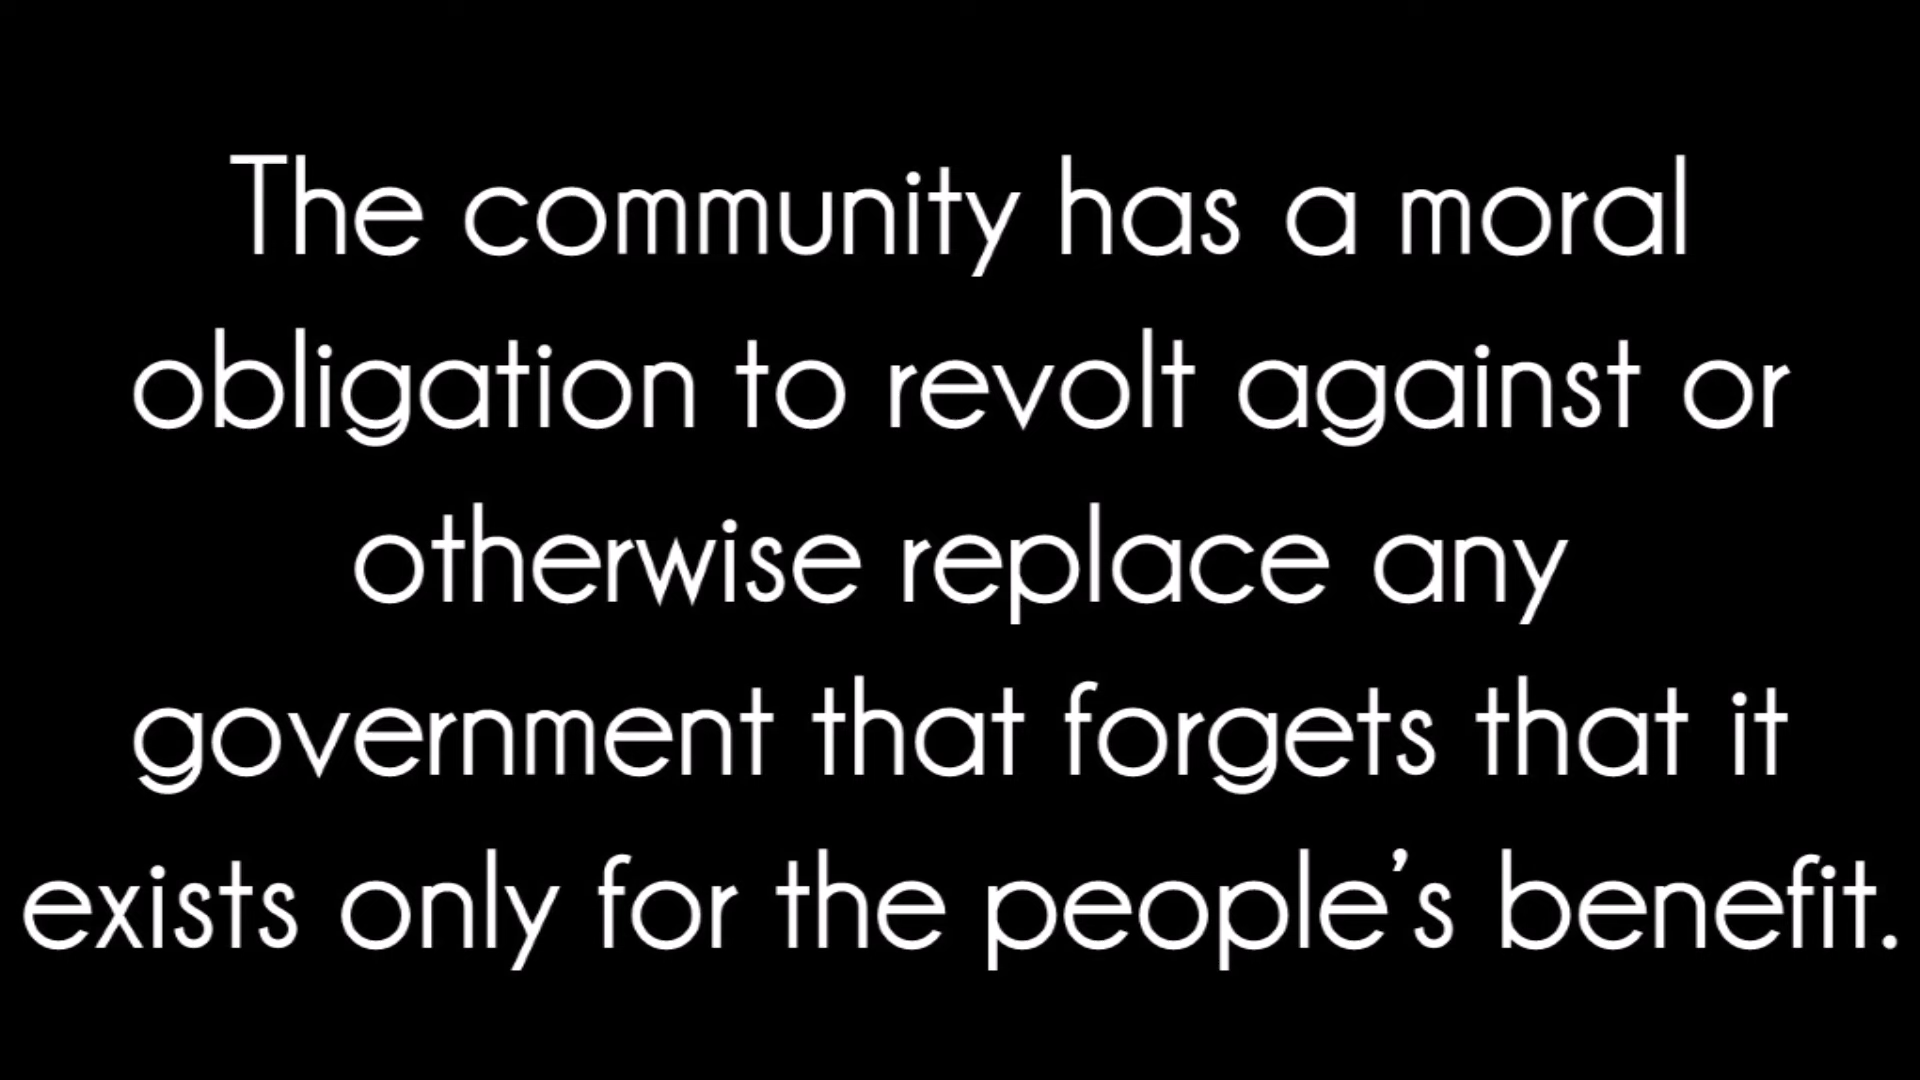 The community has a moral
obligation to revolt against or
otherwise replace any
government that forgets that it
exists only for the people’s benefit.